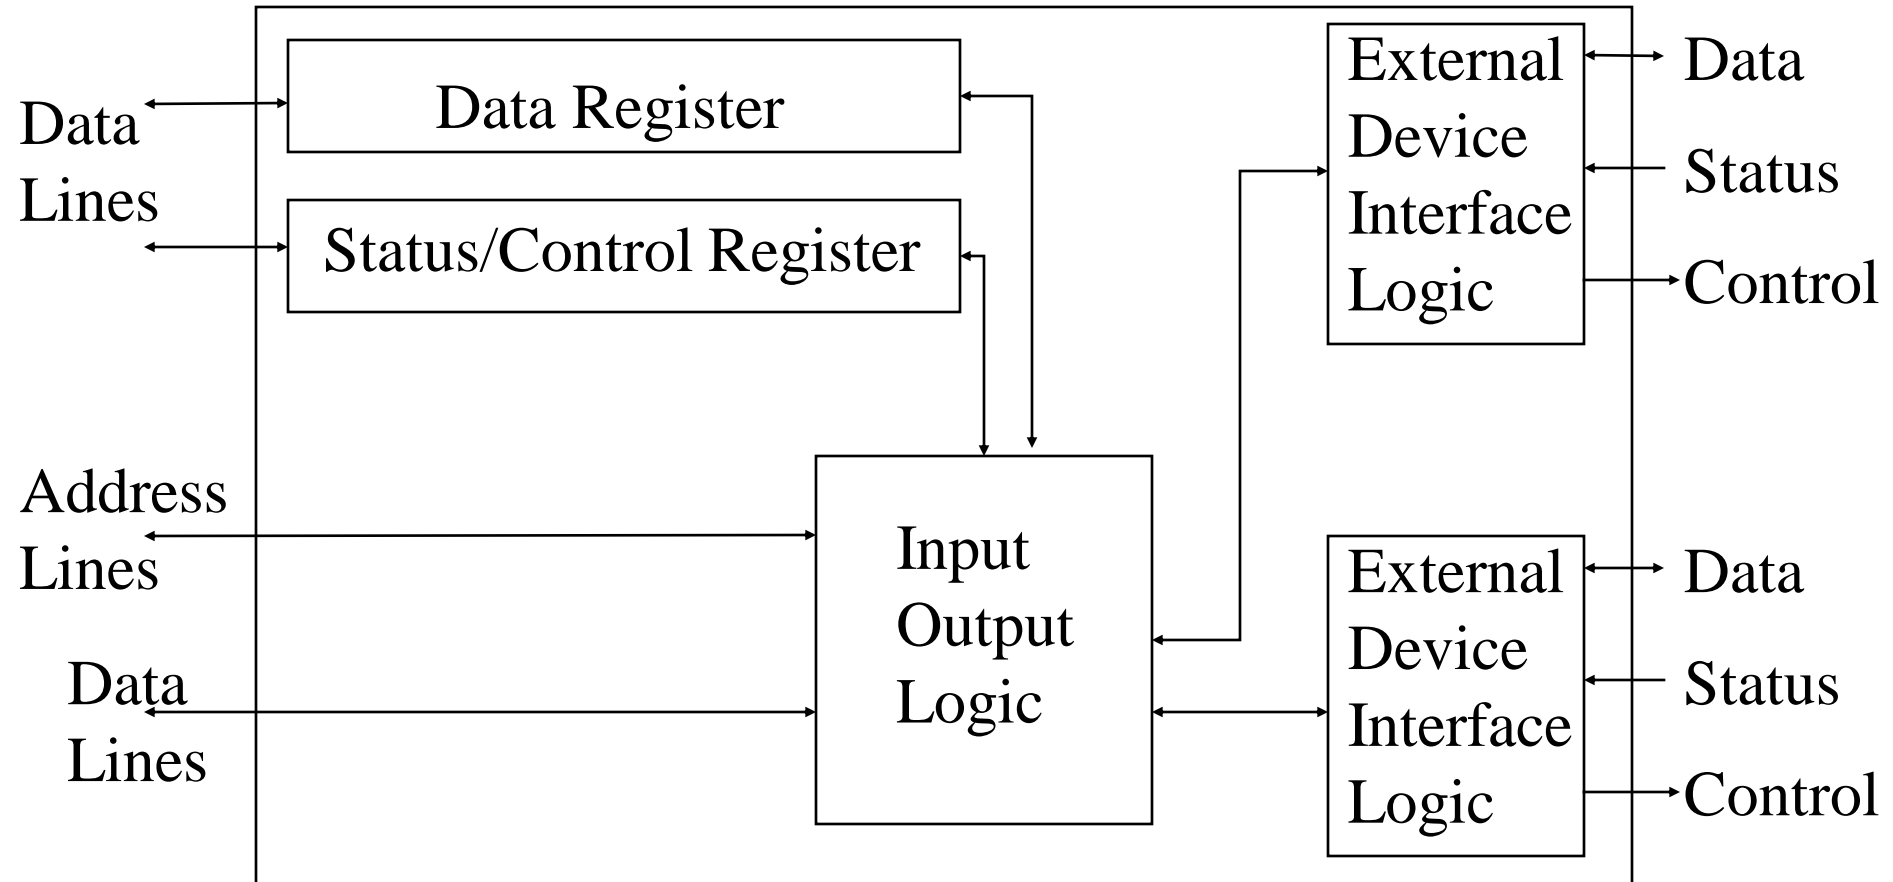 Data
Lines
Data Register
Status/Control Register
External
Device
Interface
Logic
Data
Status
Control
Address
Lines
Data
Lines
Input
Output
Logic
External
Device
Interface
Logic
Data
Status
Control